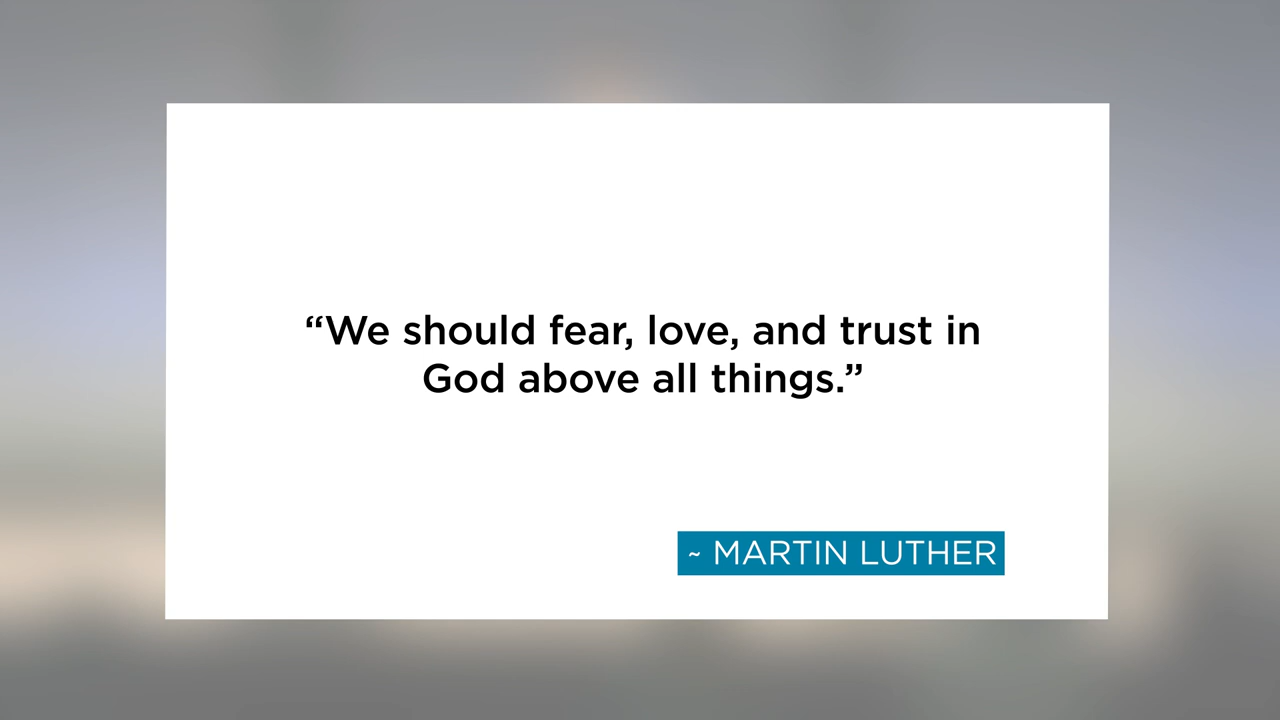 “We should fear, love, and trust in
God above all things.”
~ MARTIN LUTHER